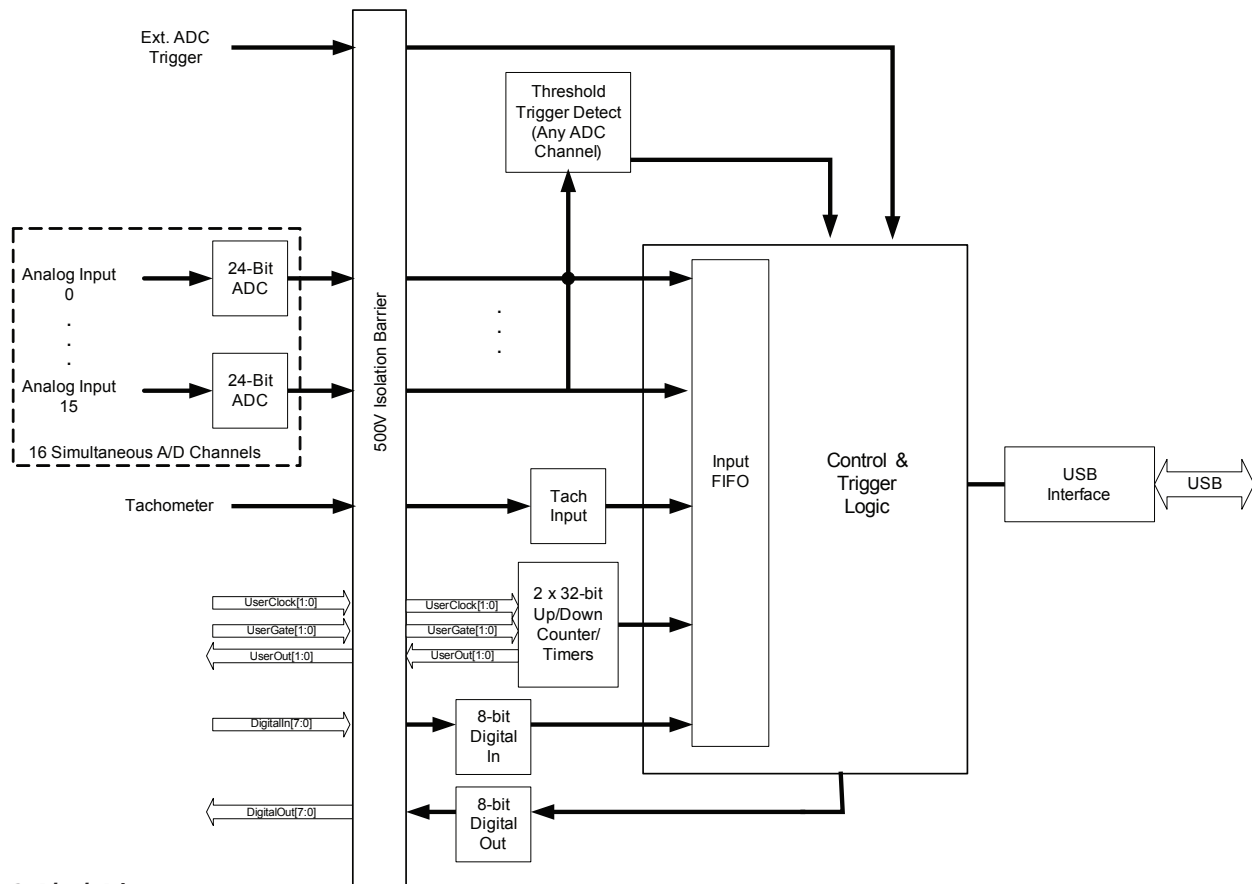 Ext. ADC
Trigger
Threshold
Trigger Detect
(Any ADC
Channel)
Analog Input
0
.
.
.
Analog Input
15
24-Bit
ADC
24-Bit
ADC
16 Simultaneous A/D Channels
500V Isolation Barrier
.
.
.
Tachometer
Tach
Input
Input
FIFO
Control &
Trigger
Logic
USB
Interface
USB
UserClock[1:0]
UserGate[1:0]
UserOut[1:0]
UserClock[1:0]
UserGate[1:0]
UserOut[1:0]
2 x 32-bit
Up/Down
Counter/
Timers
DigitalIn[7:0]
8-bit
Digital
In
DigitalOut[7:0]
8-bit
Digital
Out